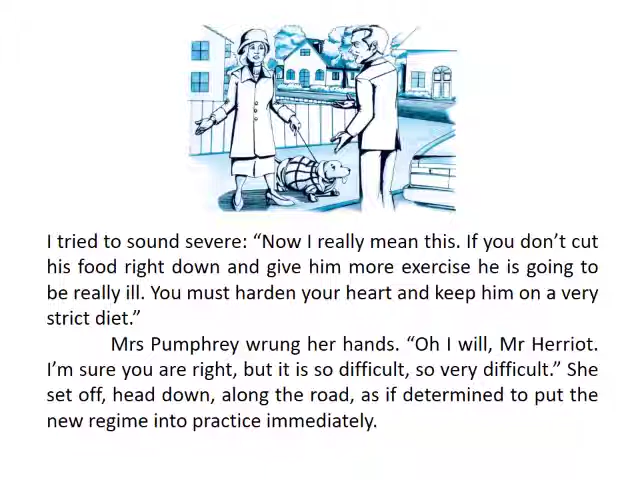 I tried to sound severe: “Now I really mean this. If you don’t cut
his food right down and give him more exercise he is going to
be really ill. You must harden your heart and keep him on a very
strict diet.”
Mrs Pumphrey wrung her hands. “Oh I will, Mr Herriot.
I’m sure you are right, but it is so difficult, so very difficult.” She
set off, head down, along the road, as if determined to put the
new regime into practice immediately.